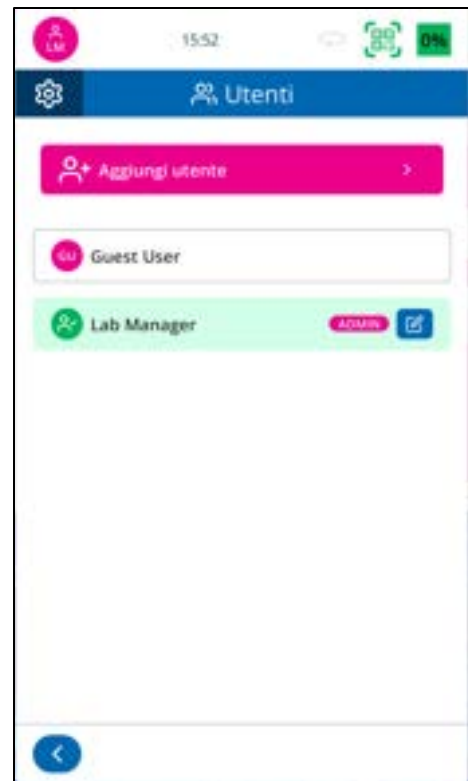 LM
15:52
0%
Utenti
Aggiungi utente
GU Guest User
Lab Manager ADMIN